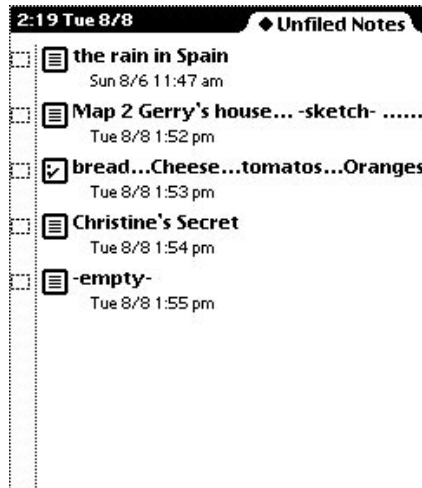 2:19 Tue 8/8 ◆ Unfiled Notes
the rain in Spain
Sun 8/6 11:47 am
Map 2 Gerry's house... -sketch- ......
Tue 8/8 1:52 pm
bread...Cheese...tomatos...Oranges
Tue 8/8 1:53 pm
Christine's Secret
Tue 8/8 1:54 pm
-empty-
Tue 8/8 1:55 pm